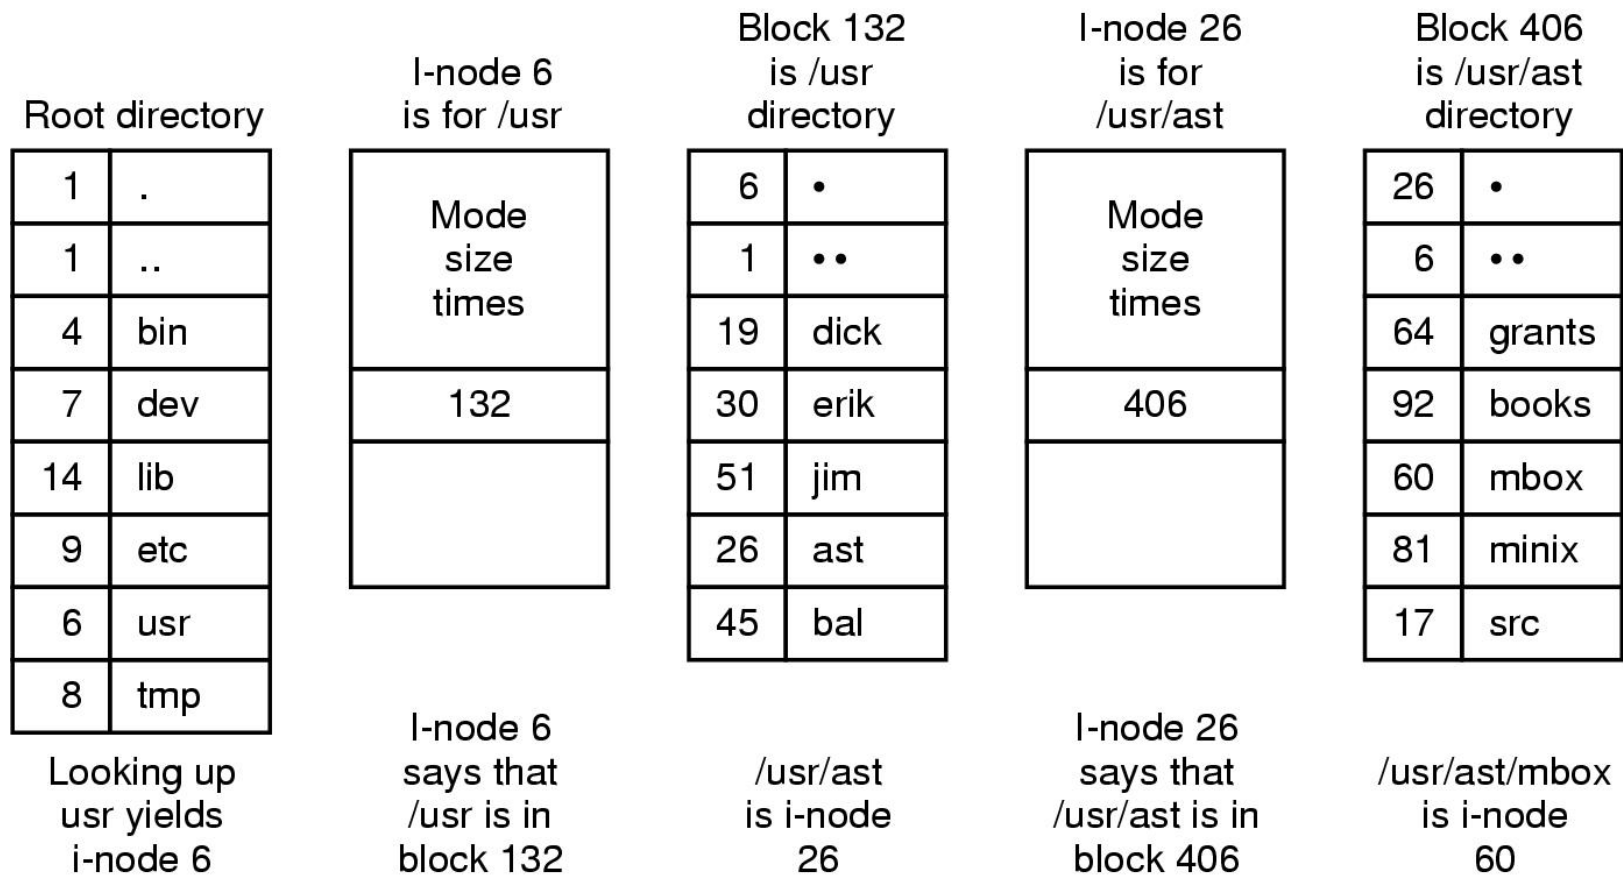 Root directory
1 .
1 ..
4 bin
7 dev
14 lib
9 etc
6 usr
8 tmp
Looking up
usr yields
i-node 6
I-node 6
is for /usr
Mode
size
times
132
I-node 6
says that
/usr is in
block 132
Block 132
is /usr
directory
6 •
1 ••
19 dick
30 erik
51 jim
26 ast
45 bal
/usr/ast
is i-node
26
I-node 26
is for
/usr/ast
Mode
size
times
406
I-node 26
says that
/usr/ast is in
block 406
Block 406
is /usr/ast
directory
26 •
6 ••
64 grants
92 books
60 mbox
81 minix
17 src
/usr/ast/mbox
is i-node
60